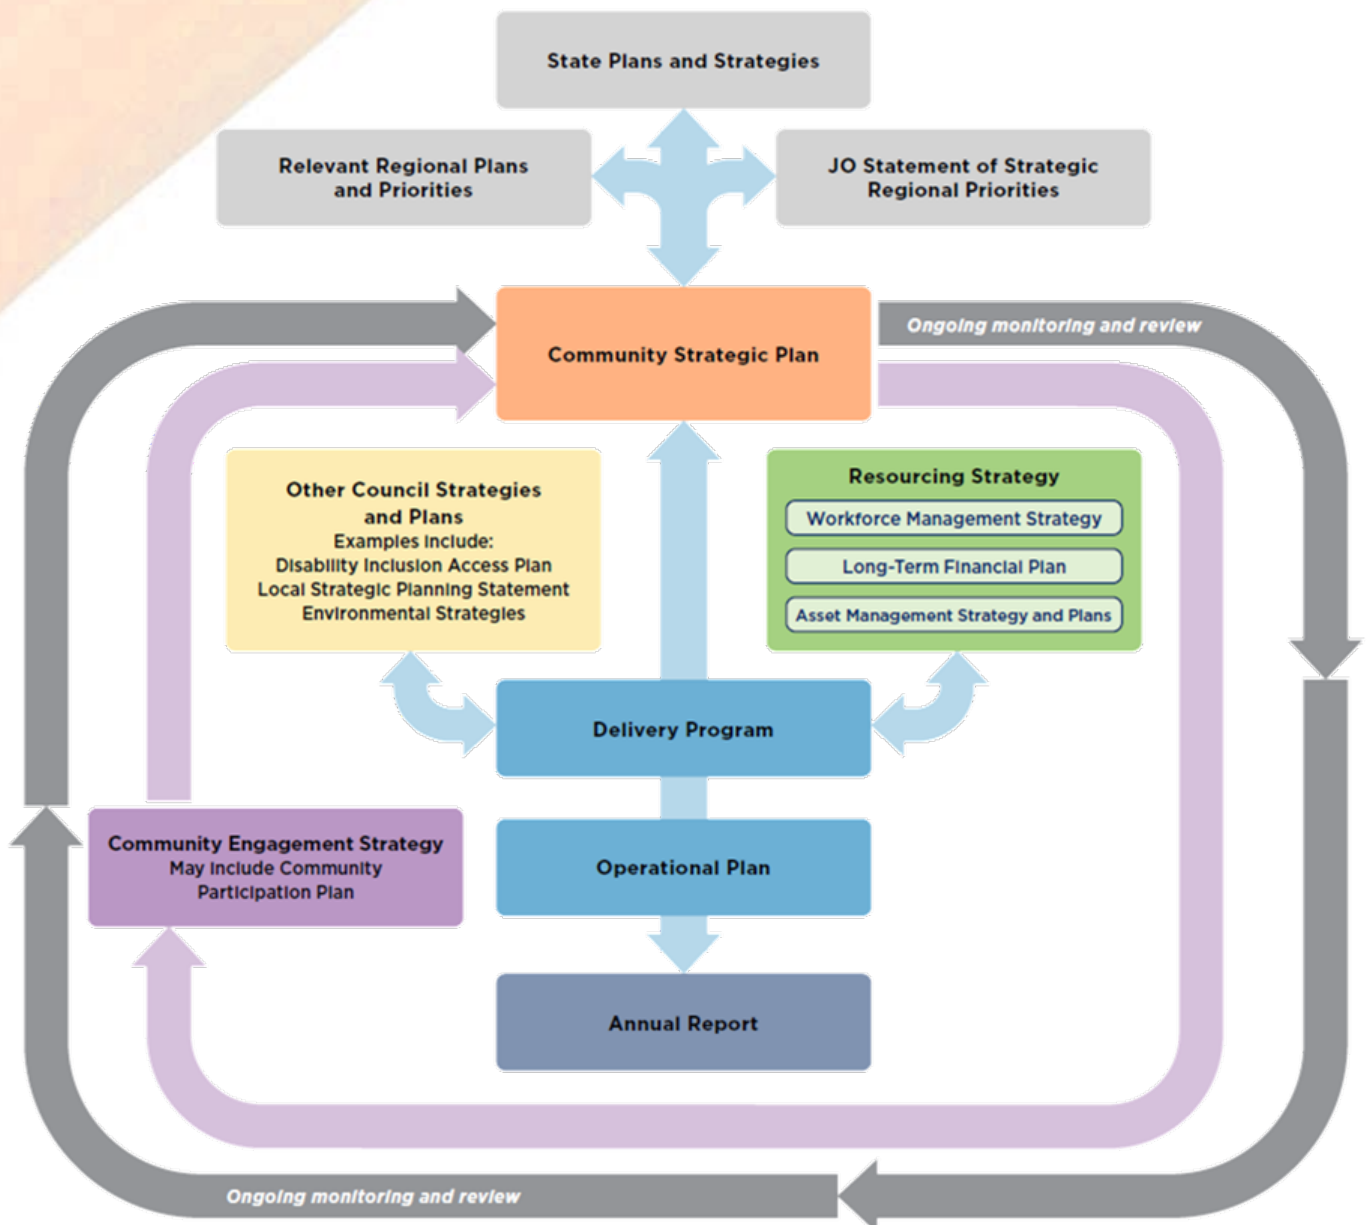 State Plans and Strategies
Relevant Regional Plans
and Priorities
JO Statement of Strategic
Regional Priorities
Community Strategic Plan
Ongoing monitoring and review
Other Council Strategies
and Plans
Examples include:
Disability Inclusion Access Plan
Local Strategic Planning Statement
Environmental Strategies
Resourcing Strategy
Workforce Management Strategy
Long-Term Financial Plan
Asset Management Strategy and Plans
Delivery Program
Community Engagement Strategy
May include Community
Participation Plan
Operational Plan
Annual Report
Ongoing monitoring and review